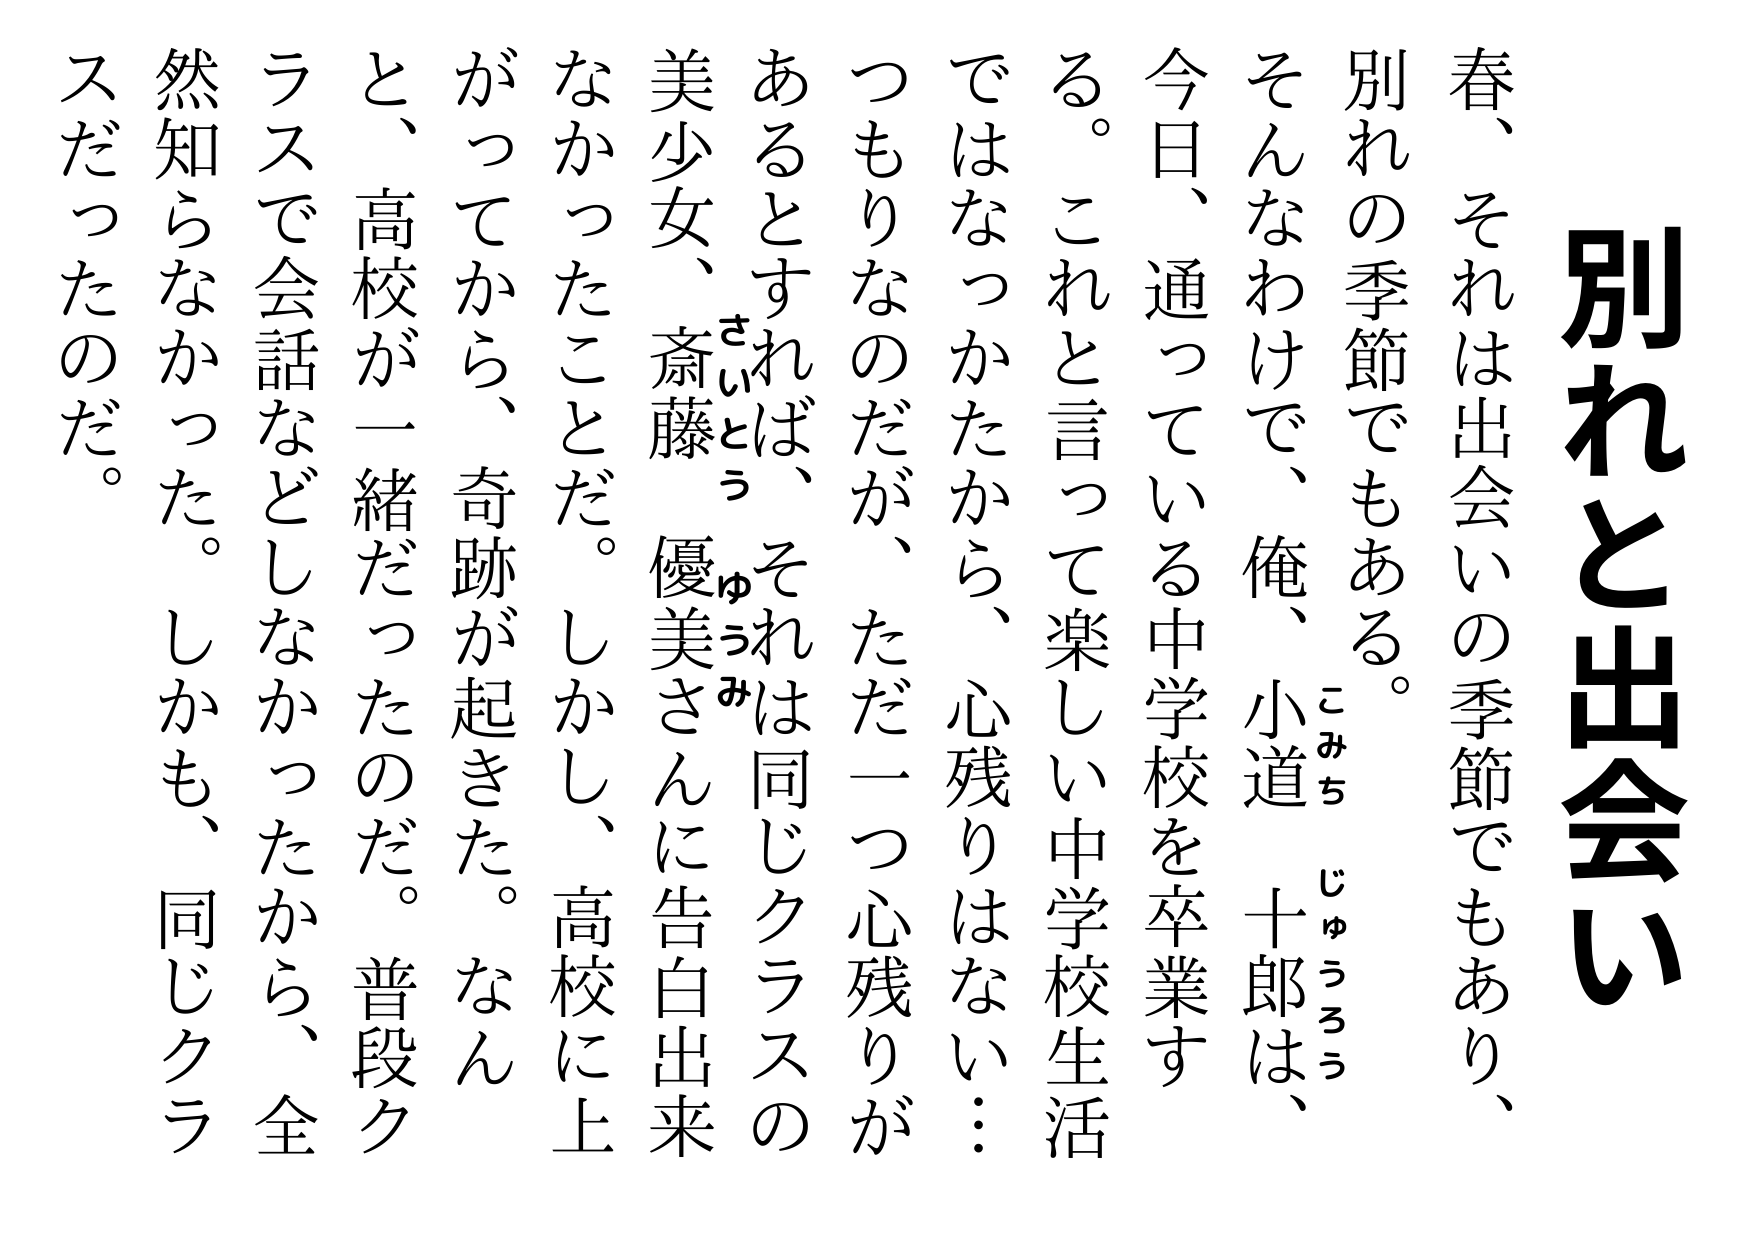 別れと出会い
春、それは出会いの季節でもあり、
別れの季節でもある。
そんなわけで、俺、小道　十郎は、
こみち　じゅうろう
今日、通っている中学校を卒業す
る。これと言って楽しい中学校生活
ではなっかたから、心残りはない…
つもりなのだが、ただ一つ心残りが
あるとすれば、それは同じクラスの
美少女、斎藤　優美さんに告白出来
さいとう　ゆうみ
なかったことだ。しかし、高校に上
がってから、奇跡が起きた。なん
と、高校が一緒だったのだ。普段ク
ラスで会話などしなかったから、全
然知らなかった。しかも、同じクラ
スだったのだ。